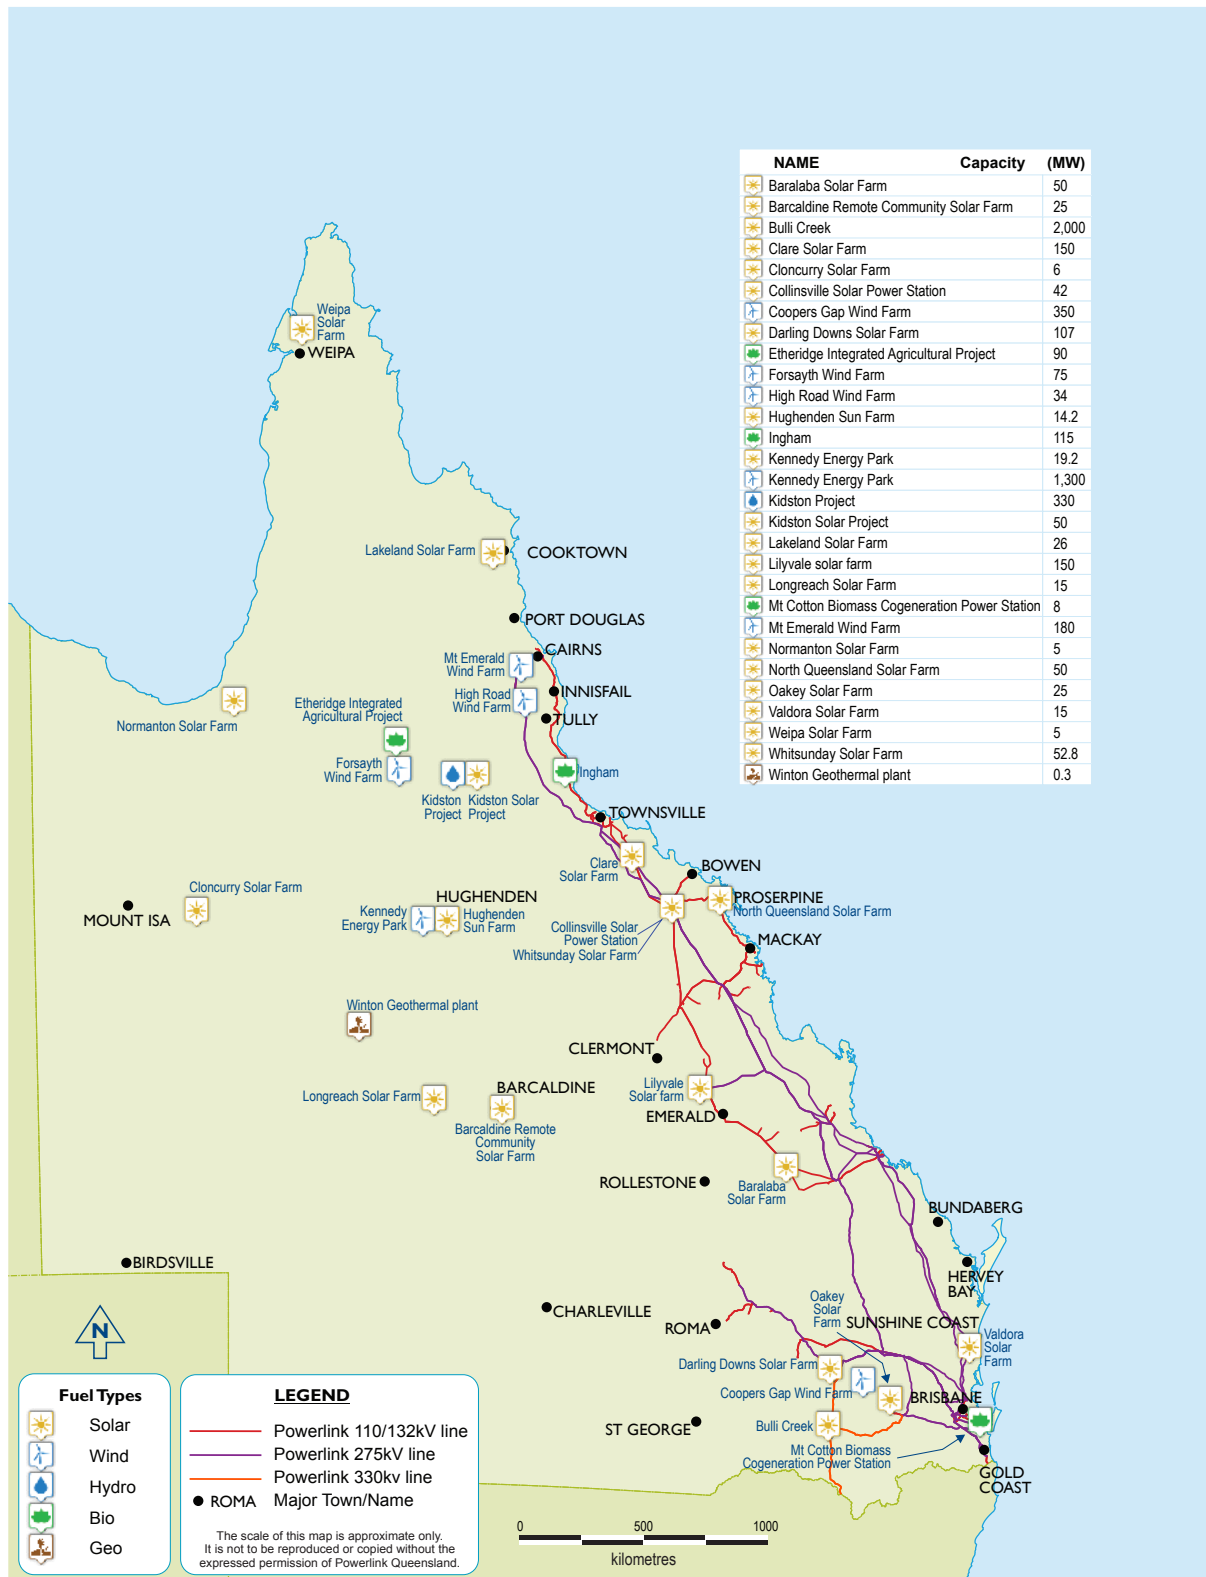 NAME Capacity (MW)
Baralaba Solar Farm 50
Barcaldine Remote Community Solar Farm 25
Bulli Creek 2,000
Clare Solar Farm 150
Cloncurry Solar Farm 6
Collinsville Solar Power Station 42
Coopers Gap Wind Farm 350
Darling Downs Solar Farm 107
Etheridge Integrated Agricultural Project 90
Forsayth Wind Farm 75
High Road Wind Farm 34
Hughenden Sun Farm 14.2
Ingham 115
Kennedy Energy Park 19.2
Kennedy Energy Park 1,300
Kidston Project 330
Kidston Solar Project 50
Lakeland Solar Farm 26
Lilyvale solar farm 150
Longreach Solar Farm 15
Mt Cotton Biomass Cogeneration Power Station 8
Mt Emerald Wind Farm 180
Normanton Solar Farm 5
North Queensland Solar Farm 50
Oakey Solar Farm 25
Valdora Solar Farm 15
Weipa Solar Farm 5
Whitsunday Solar Farm 52.8
Winton Geothermal plant 0.3
Weipa
Solar
Farm
WEIPA
Lakeland Solar Farm
COOKTOWN
PORT DOUGLAS
CAIRNS
Mt Emerald
Wind Farm
INNISFAIL
High Road
Wind Farm
TULLY
Normanton Solar Farm
Etheridge Integrated
Agricultural Project
Forsayth
Wind Farm
Kidston
Project
Kidston Solar
Project
Ingham
TOWNSVILLE
Clare
Solar Farm
BOWEN
PROSERPINE
North Queensland Solar Farm
Cloncurry Solar Farm
MOUNT ISA
HUGHENDEN
Kennedy
Energy Park
Hughenden
Sun Farm
Collinsville Solar
Power Station
Whitsunday Solar Farm
MACKAY
Winton Geothermal plant
CLERMONT
Lilyvale
Solar farm
BARCALDINE
Longreach Solar Farm
EMERALD
Barcaldine Remote
Community
Solar Farm
ROLLESTONE
Baralaba
Solar Farm
BUNDABERG
BIRDSVILLE
HERVEY
BAY
Oakey
Solar
Farm
CHARLEVILLE
ROMA
SUNSHINE COAST
Valdora
Solar
Farm
Darling Downs Solar Farm
Coopers Gap Wind Farm
BRISBANE
ST GEORGE
Bulli Creek
Mt Cotton Biomass
Cogeneration Power Station
GOLD
COAST
N
Fuel Types
Solar
Wind
Hydro
Bio
Geo
LEGEND
Powerlink 110/132kV line
Powerlink 275kV line
Powerlink 330kv line
ROMA Major Town/Name
The scale of this map is approximate only.
It is not to be reproduced or copied without the
expressed permission of Powerlink Queensland.
0 500 1000
kilometres